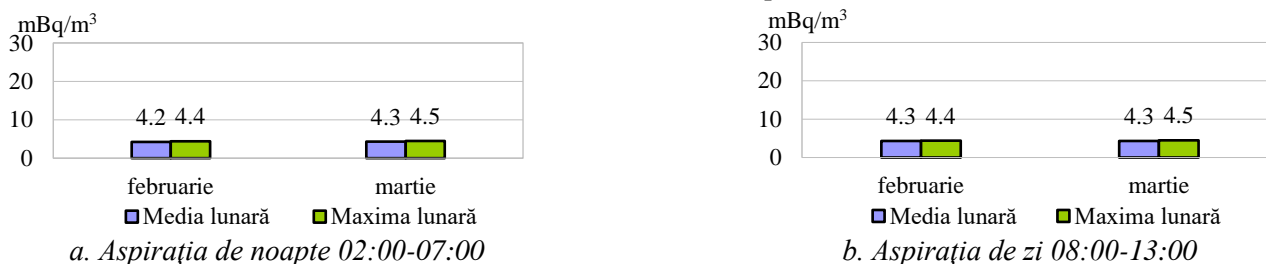 mBq/m³
30
20
10
0
4.2 4.4
4.3 4.5
februarie
martie
Media lunară
Maxima lunară
a. Aspirația de noapte 02:00-07:00
mBq/m³
30
20
10
0
4.3 4.4
4.3 4.5
februarie
martie
Media lunară
Maxima lunară
b. Aspirația de zi 08:00-13:00